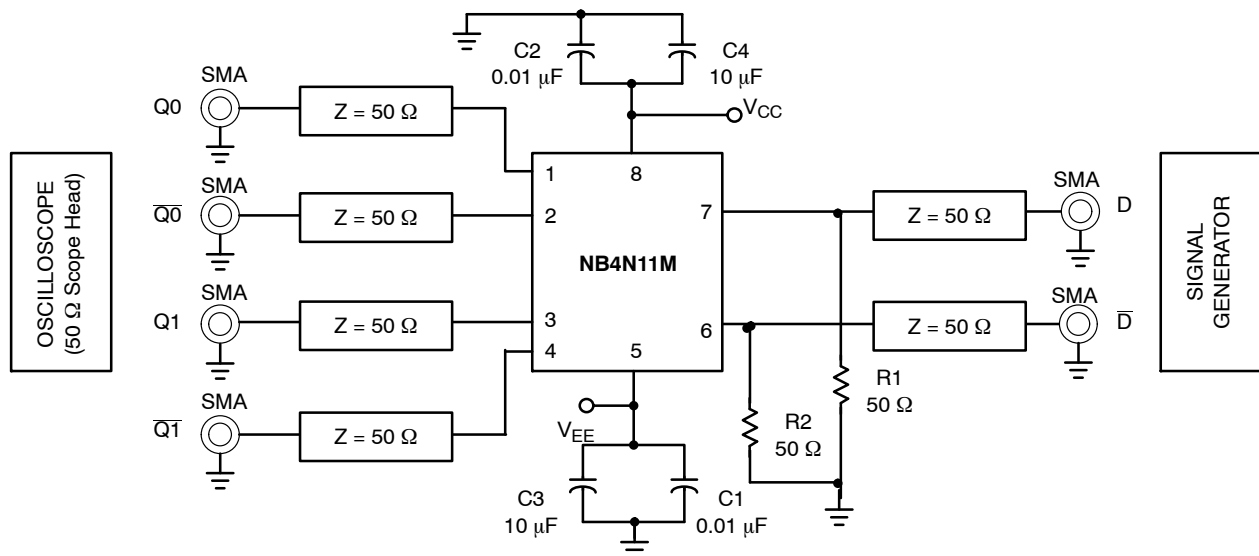 C2
0.01 μF
C4
10 μF
SMA
Q0
Z = 50 Ω
VCC
OSCILLOSCOPE
(50 Ω Scope Head)
SMA
Q̅0̅
Z = 50 Ω
SMA
Q1
Z = 50 Ω
SMA
Q̅1̅
Z = 50 Ω
1
2
3
4
8
7
6
5
NB4N11M
Z = 50 Ω
SMA
D
Z = 50 Ω
SMA
D̅
SIGNAL
GENERATOR
R1
50 Ω
R2
50 Ω
VEE
C3
10 μF
C1
0.01 μF